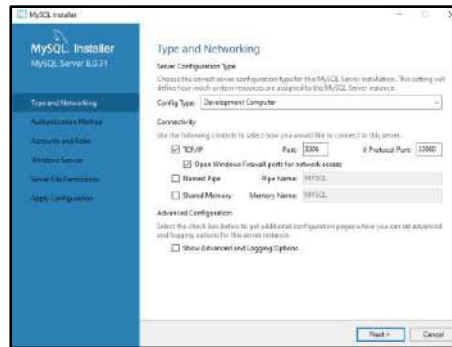 MySQL Installer
MySQL. Installer
MySQL Server 8.0.31
Type and Networking
Authentication Method
Accounts and Roles
Windows Service
Server File Permissions
Apply Configuration
Type and Networking
Server Configuration Type
Choose the correct server configuration type for this MySQL Server installation. This setting will
define how much system resources are assigned to the MySQL Server instance.
Config Type: Development Computer
Connectivity
Use the following controls to select how you would like to connect to this server.
TCP/IP Port: 3306 X Protocol Port: 33060
Open Windows Firewall ports for network access
Named Pipe Pipe Name: MYSQL
Shared Memory Memory Name: MYSQL
Advanced Configuration
Select the check box below to get additional configuration pages where you can set advanced
and logging options for this server instance.
Show Advanced and Logging Options
Next > Cancel